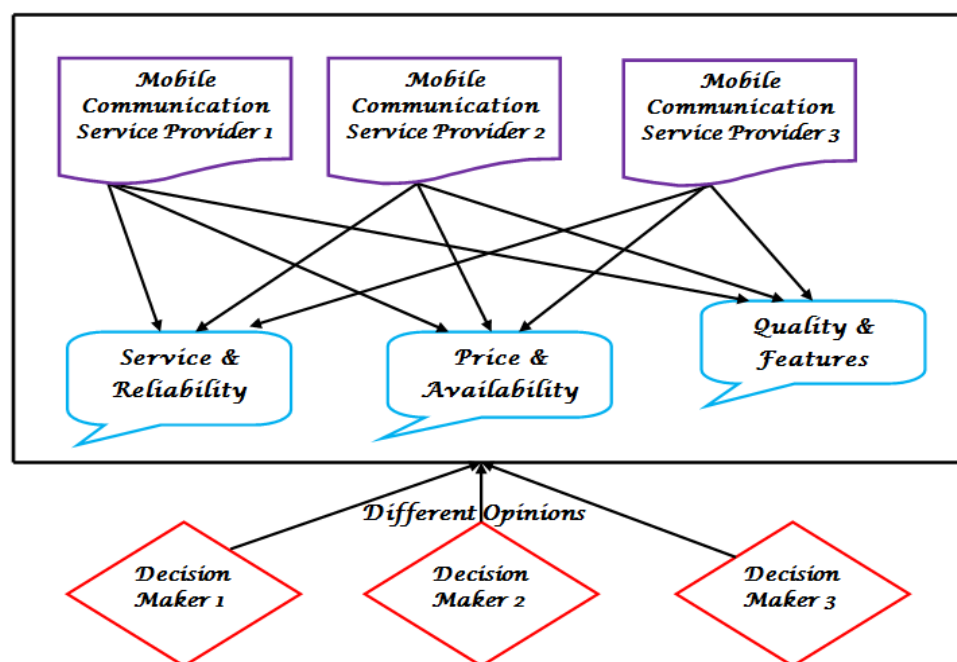 Mobile
Communication
Service Provider 1
Mobile
Communication
Service Provider 2
Mobile
Communication
Service Provider 3
Service &
Reliability
Price &
Availability
Quality &
Features
Different Opinions
Decision
Maker 1
Decision
Maker 2
Decision
Maker 3